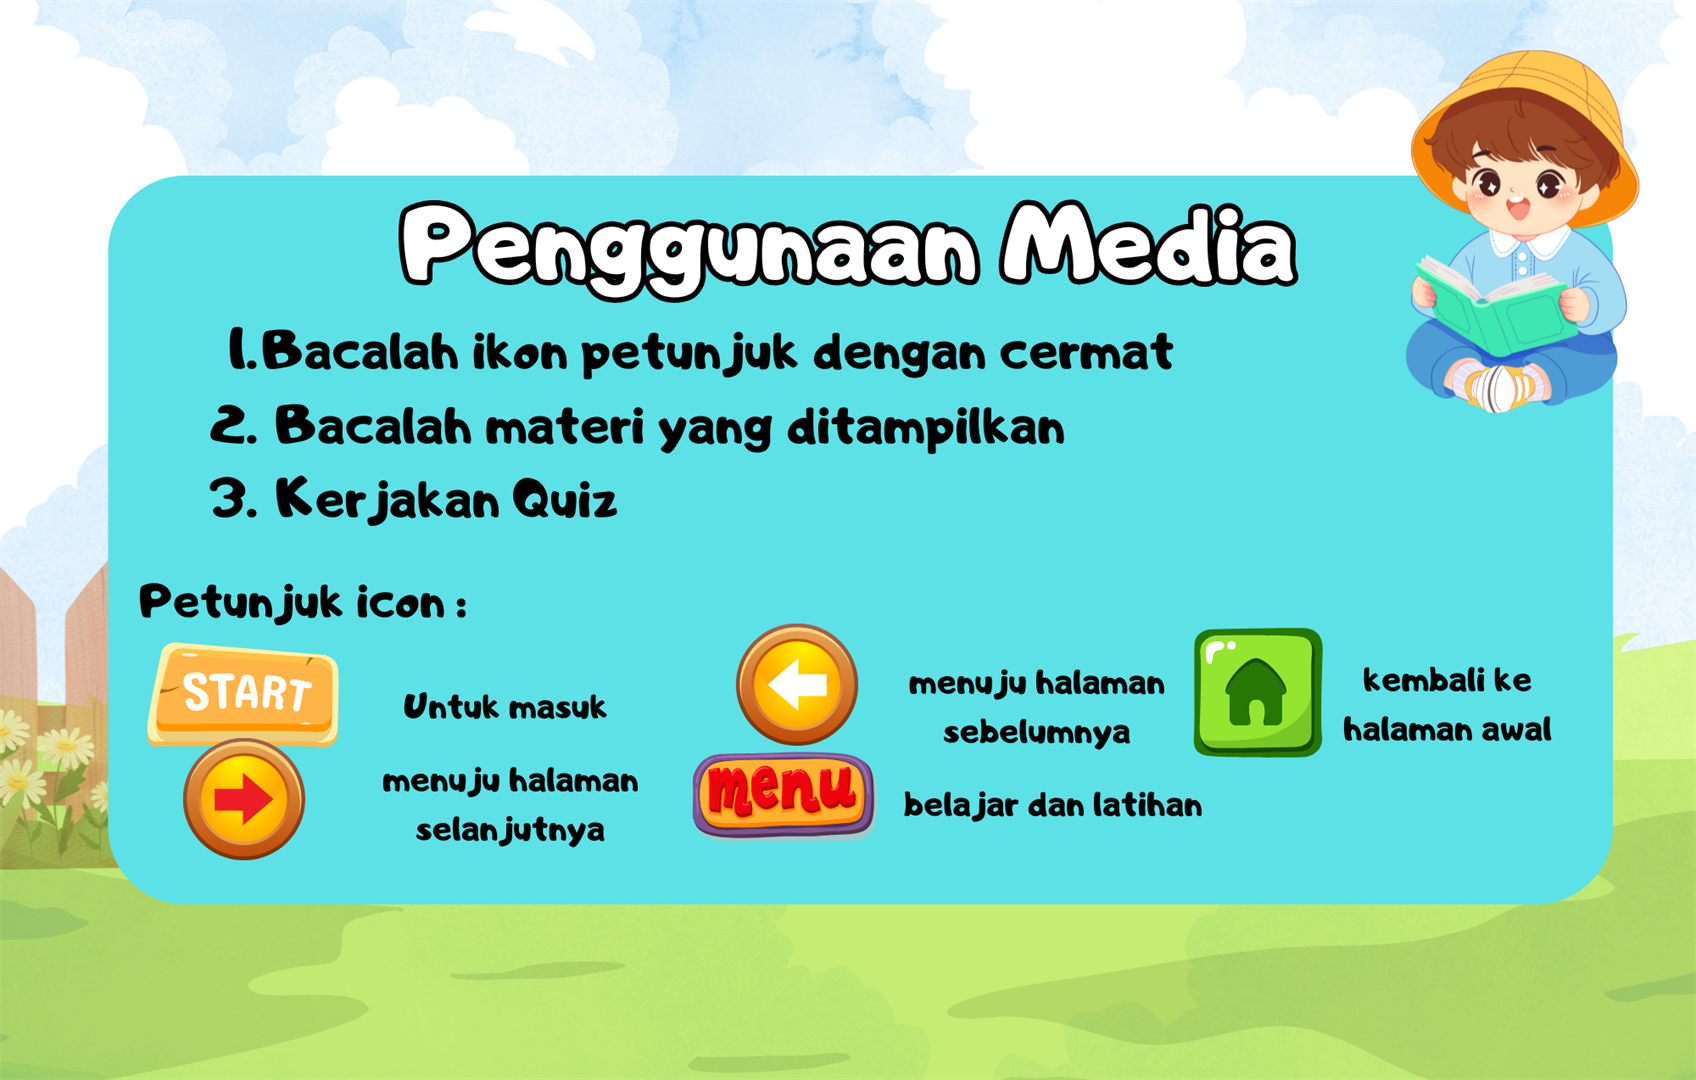 Penggunaan Media
1.Bacalah ikon petunjuk dengan cermat
2. Bacalah materi yang ditampilkan
3. Kerjakan Quiz
Petunjuk icon :
START
Untuk masuk
menuju halaman
selanjutnya
menuju halaman
sebelumnya
menu
belajar dan latihan
kembali ke
halaman awal